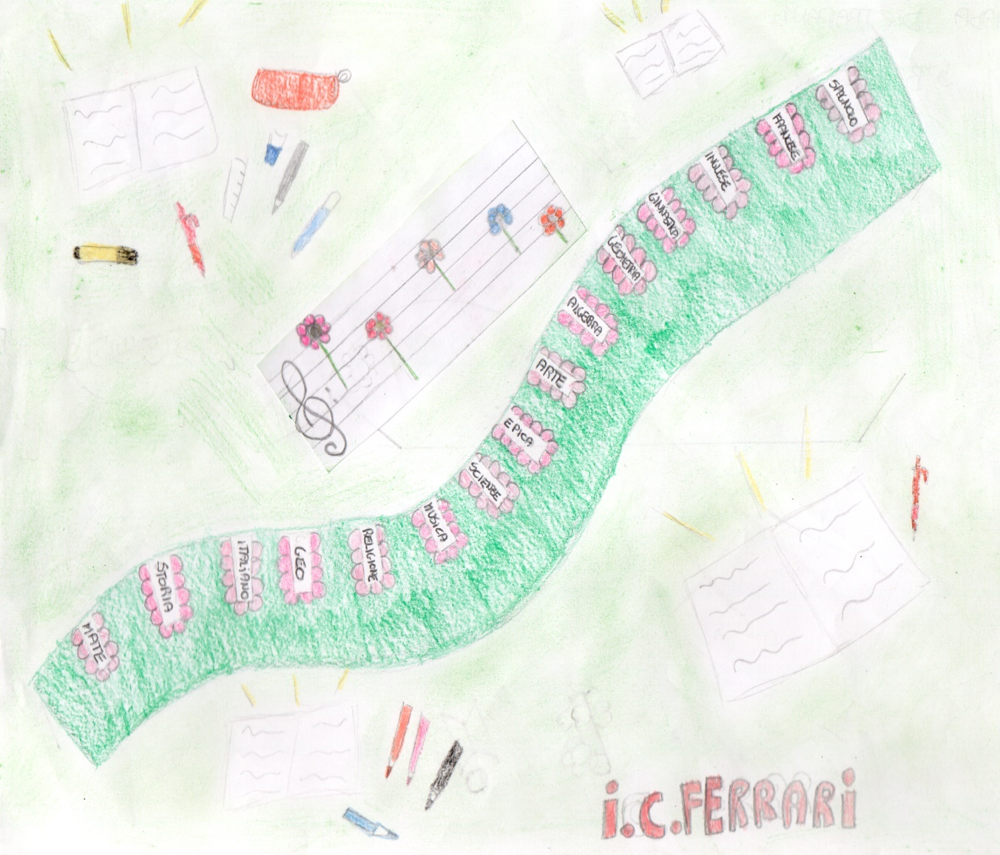 MATE
STORIA
ITALiANO
GEO
RELIGIONE
MUSICA
SCIENZE
EPICA
ARTE
ALGEBRA
GEOMETRIA
GINNASTICA
INGLESE
FRANCESE
SPAGNOLO
i.C.FERRARi